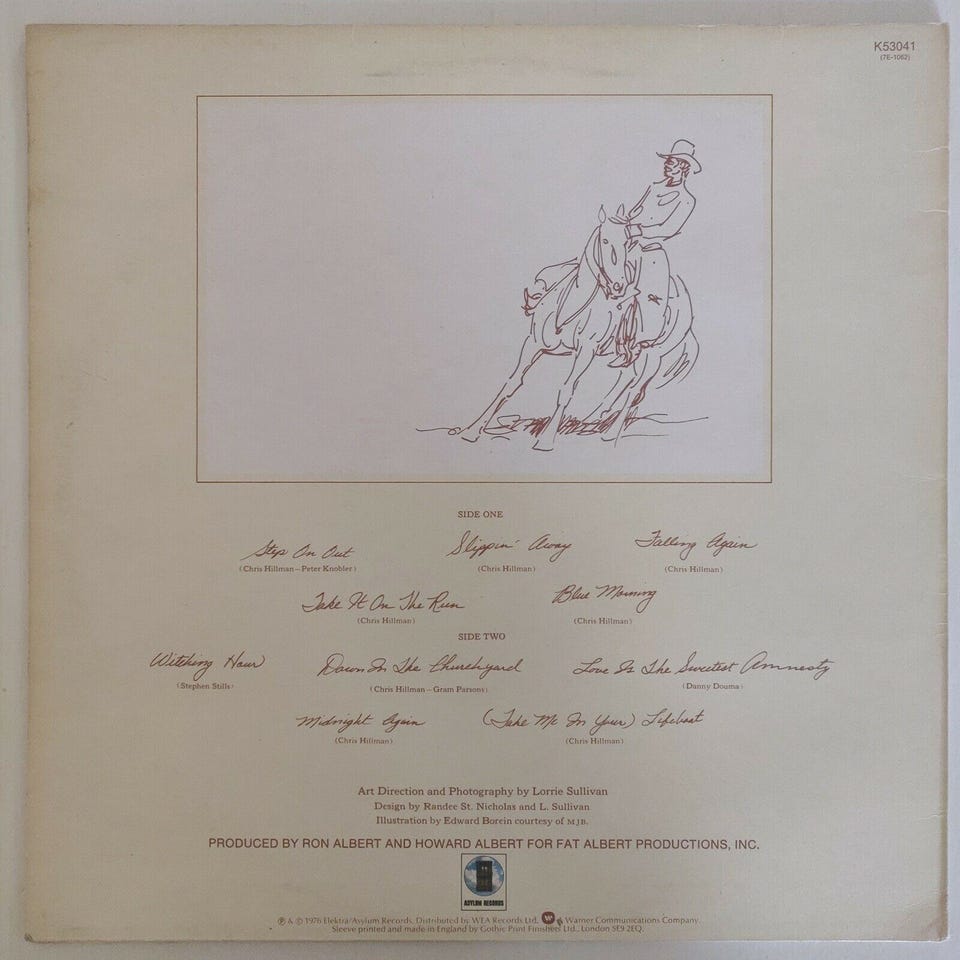 K53041
(7E-1062)
SIDE ONE
Step On Out Slippin' Away Falling Again
(Chris Hillman – Peter Knobler) (Chris Hillman) (Chris Hillman)
Take It On The Run Blue Morning
(Chris Hillman) (Chris Hillman)
SIDE TWO
Witching Hour Down In The Churchyard Love Is The Sweetest Amnesty
(Stephen Stills) (Chris Hillman – Gram Parsons) (Danny Douma)
Midnight Again (Take Me In Your) Lifeboat
(Chris Hillman) (Chris Hillman)
Art Direction and Photography by Lorrie Sullivan
Design by Randee St. Nicholas and L. Sullivan
Illustration by Edward Borein courtesy of MJB.
PRODUCED BY RON ALBERT AND HOWARD ALBERT FOR FAT ALBERT PRODUCTIONS, INC.
ASYLUM RECORDS
℗ & © 1976 Elektra/Asylum Records. Distributed by WEA Records Ltd. A Warner Communications Company.
Sleeve printed and made in England by Gothic Print Finishers Ltd., London SE9 2EQ.